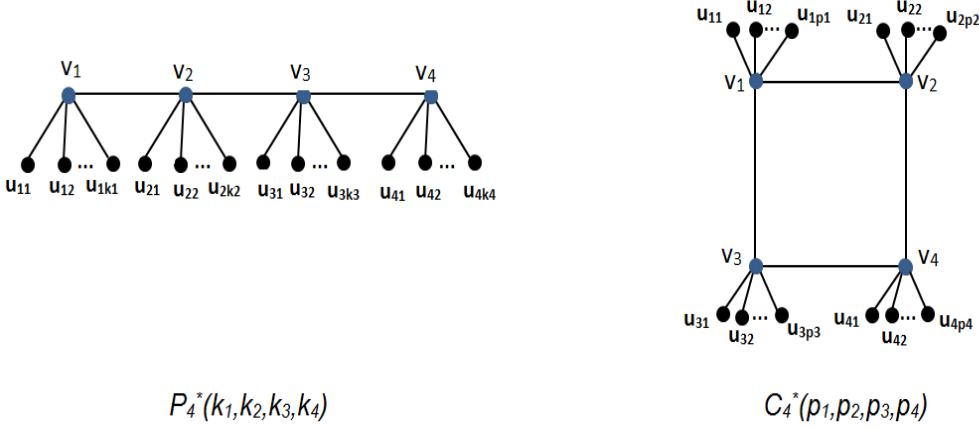 u11 u12 ... u1p1 u21 u22 ... u2p2
v1 v2 v3 v4
v1 v2
... ... ... ...
u11 u12 u1k1 u21 u22 u2k2 u31 u32 u3k3 u41 u42 u4k4
v3 v4
u31 u32 ... u3p3 u41 u42 ... u4p4
P4*(k1,k2,k3,k4) C4*(p1,p2,p3,p4)